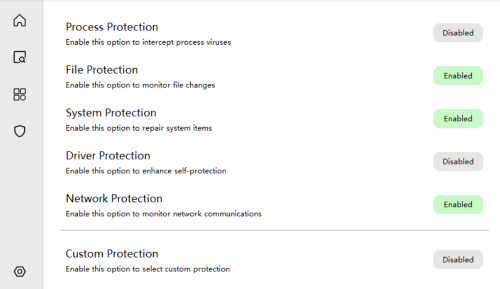 Process Protection
Disabled
Enable this option to intercept process viruses
File Protection
Enabled
Enable this option to monitor file changes
System Protection
Enabled
Enable this option to repair system items
Driver Protection
Disabled
Enable this option to enhance self-protection
Network Protection
Enabled
Enable this option to monitor network communications
Custom Protection
Disabled
Enable this option to select custom protection